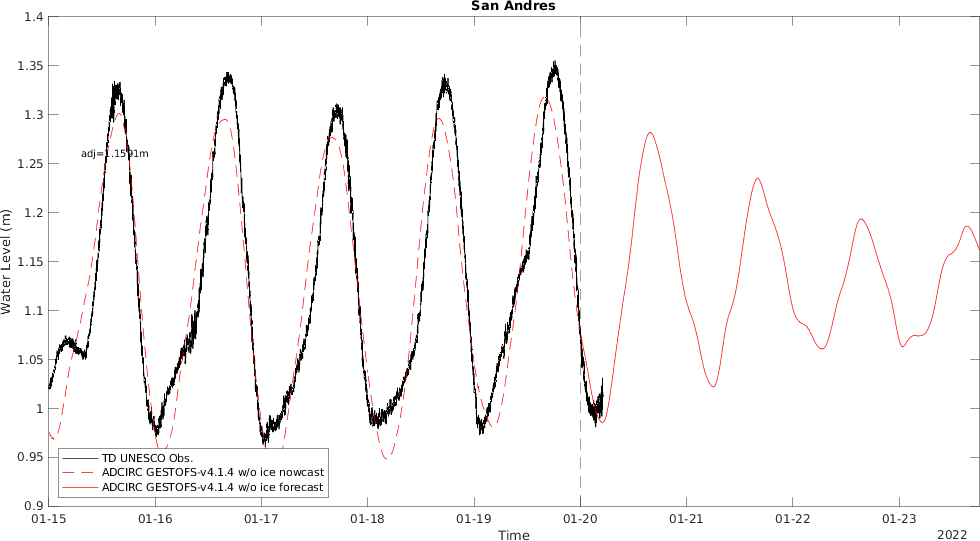 San Andres
1.4
1.35
1.3
1.25
1.2
1.15
1.1
1.05
1
0.95
0.9
Water Level (m)
adj=1.1591m
TD UNESCO Obs.
ADCIRC GESTOFS-v4.1.4 w/o ice nowcast
ADCIRC GESTOFS-v4.1.4 w/o ice forecast
01-15 01-16 01-17 01-18 01-19 01-20 01-21 01-22 01-23
Time
2022